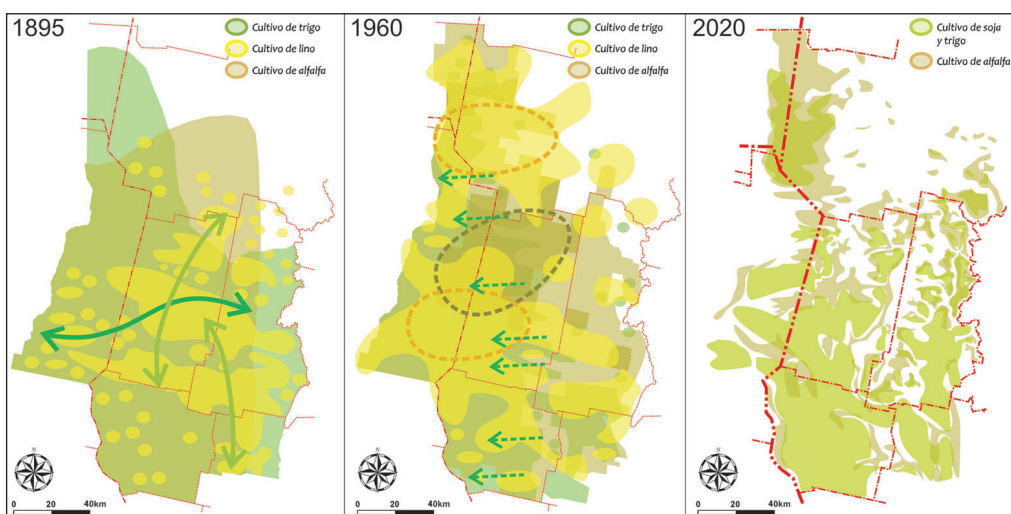 1895
Cultivo de trigo
Cultivo de lino
Cultivo de alfalfa
N
0 20 40km
1960
Cultivo de trigo
Cultivo de lino
Cultivo de alfalfa
N
0 20 40km
2020
Cultivo de soja
y trigo
Cultivo de alfalfa
N
0 20 40km